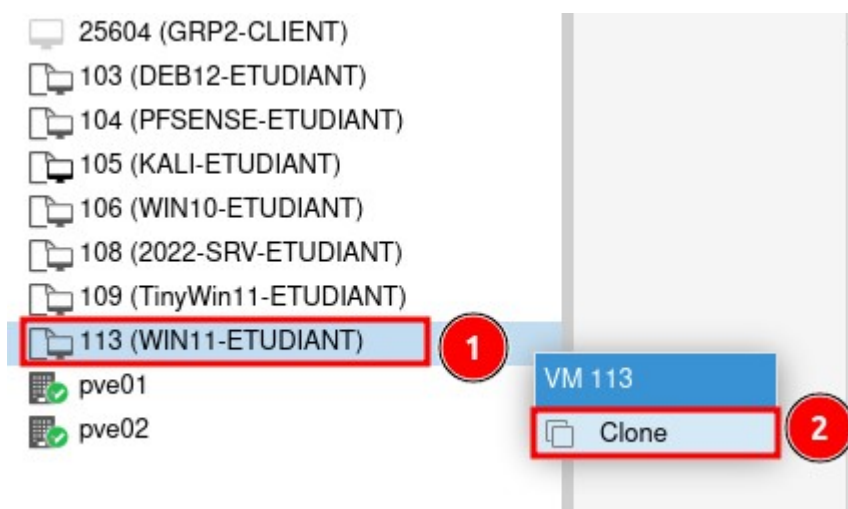 25604 (GRP2-CLIENT)
103 (DEB12-ETUDIANT)
104 (PFSENSE-ETUDIANT)
105 (KALI-ETUDIANT)
106 (WIN10-ETUDIANT)
108 (2022-SRV-ETUDIANT)
109 (TinyWin11-ETUDIANT)
113 (WIN11-ETUDIANT)
1
pve01
pve02
VM 113
Clone
2